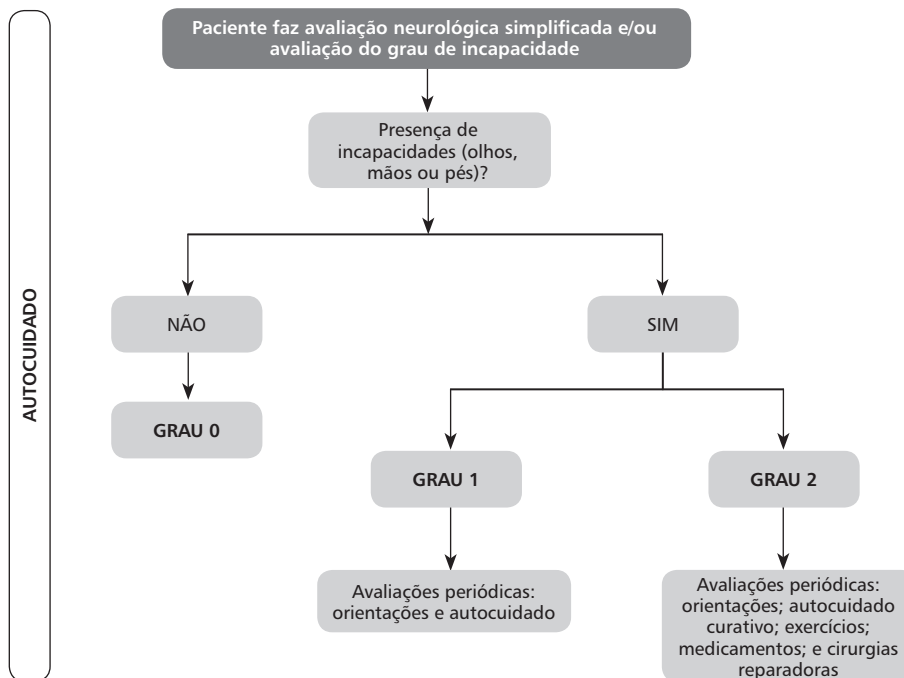 AUTOCUIDADO
Paciente faz avaliação neurológica simplificada e/ou
avaliação do grau de incapacidade
Presença de
incapacidades (olhos,
mãos ou pés)?
NÃO
SIM
GRAU 0
GRAU 1
GRAU 2
Avaliações periódicas:
orientações e autocuidado
Avaliações periódicas:
orientações; autocuidado
curativo; exercícios;
medicamentos; e cirurgias
reparadoras